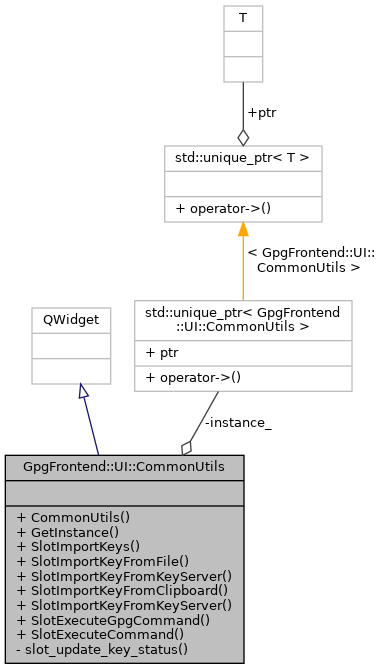 T
+ptr
std::unique_ptr< T >
+ operator->()
< GpgFrontend::UI::
CommonUtils >
QWidget
std::unique_ptr< GpgFrontend
::UI::CommonUtils >
+ ptr
+ operator->()
-instance_
GpgFrontend::UI::CommonUtils
+ CommonUtils()
+ GetInstance()
+ SlotImportKeys()
+ SlotImportKeyFromFile()
+ SlotImportKeyFromKeyServer()
+ SlotImportKeyFromClipboard()
+ SlotImportKeyFromKeyServer()
+ SlotExecuteGpgCommand()
+ SlotExecuteCommand()
- slot_update_key_status()